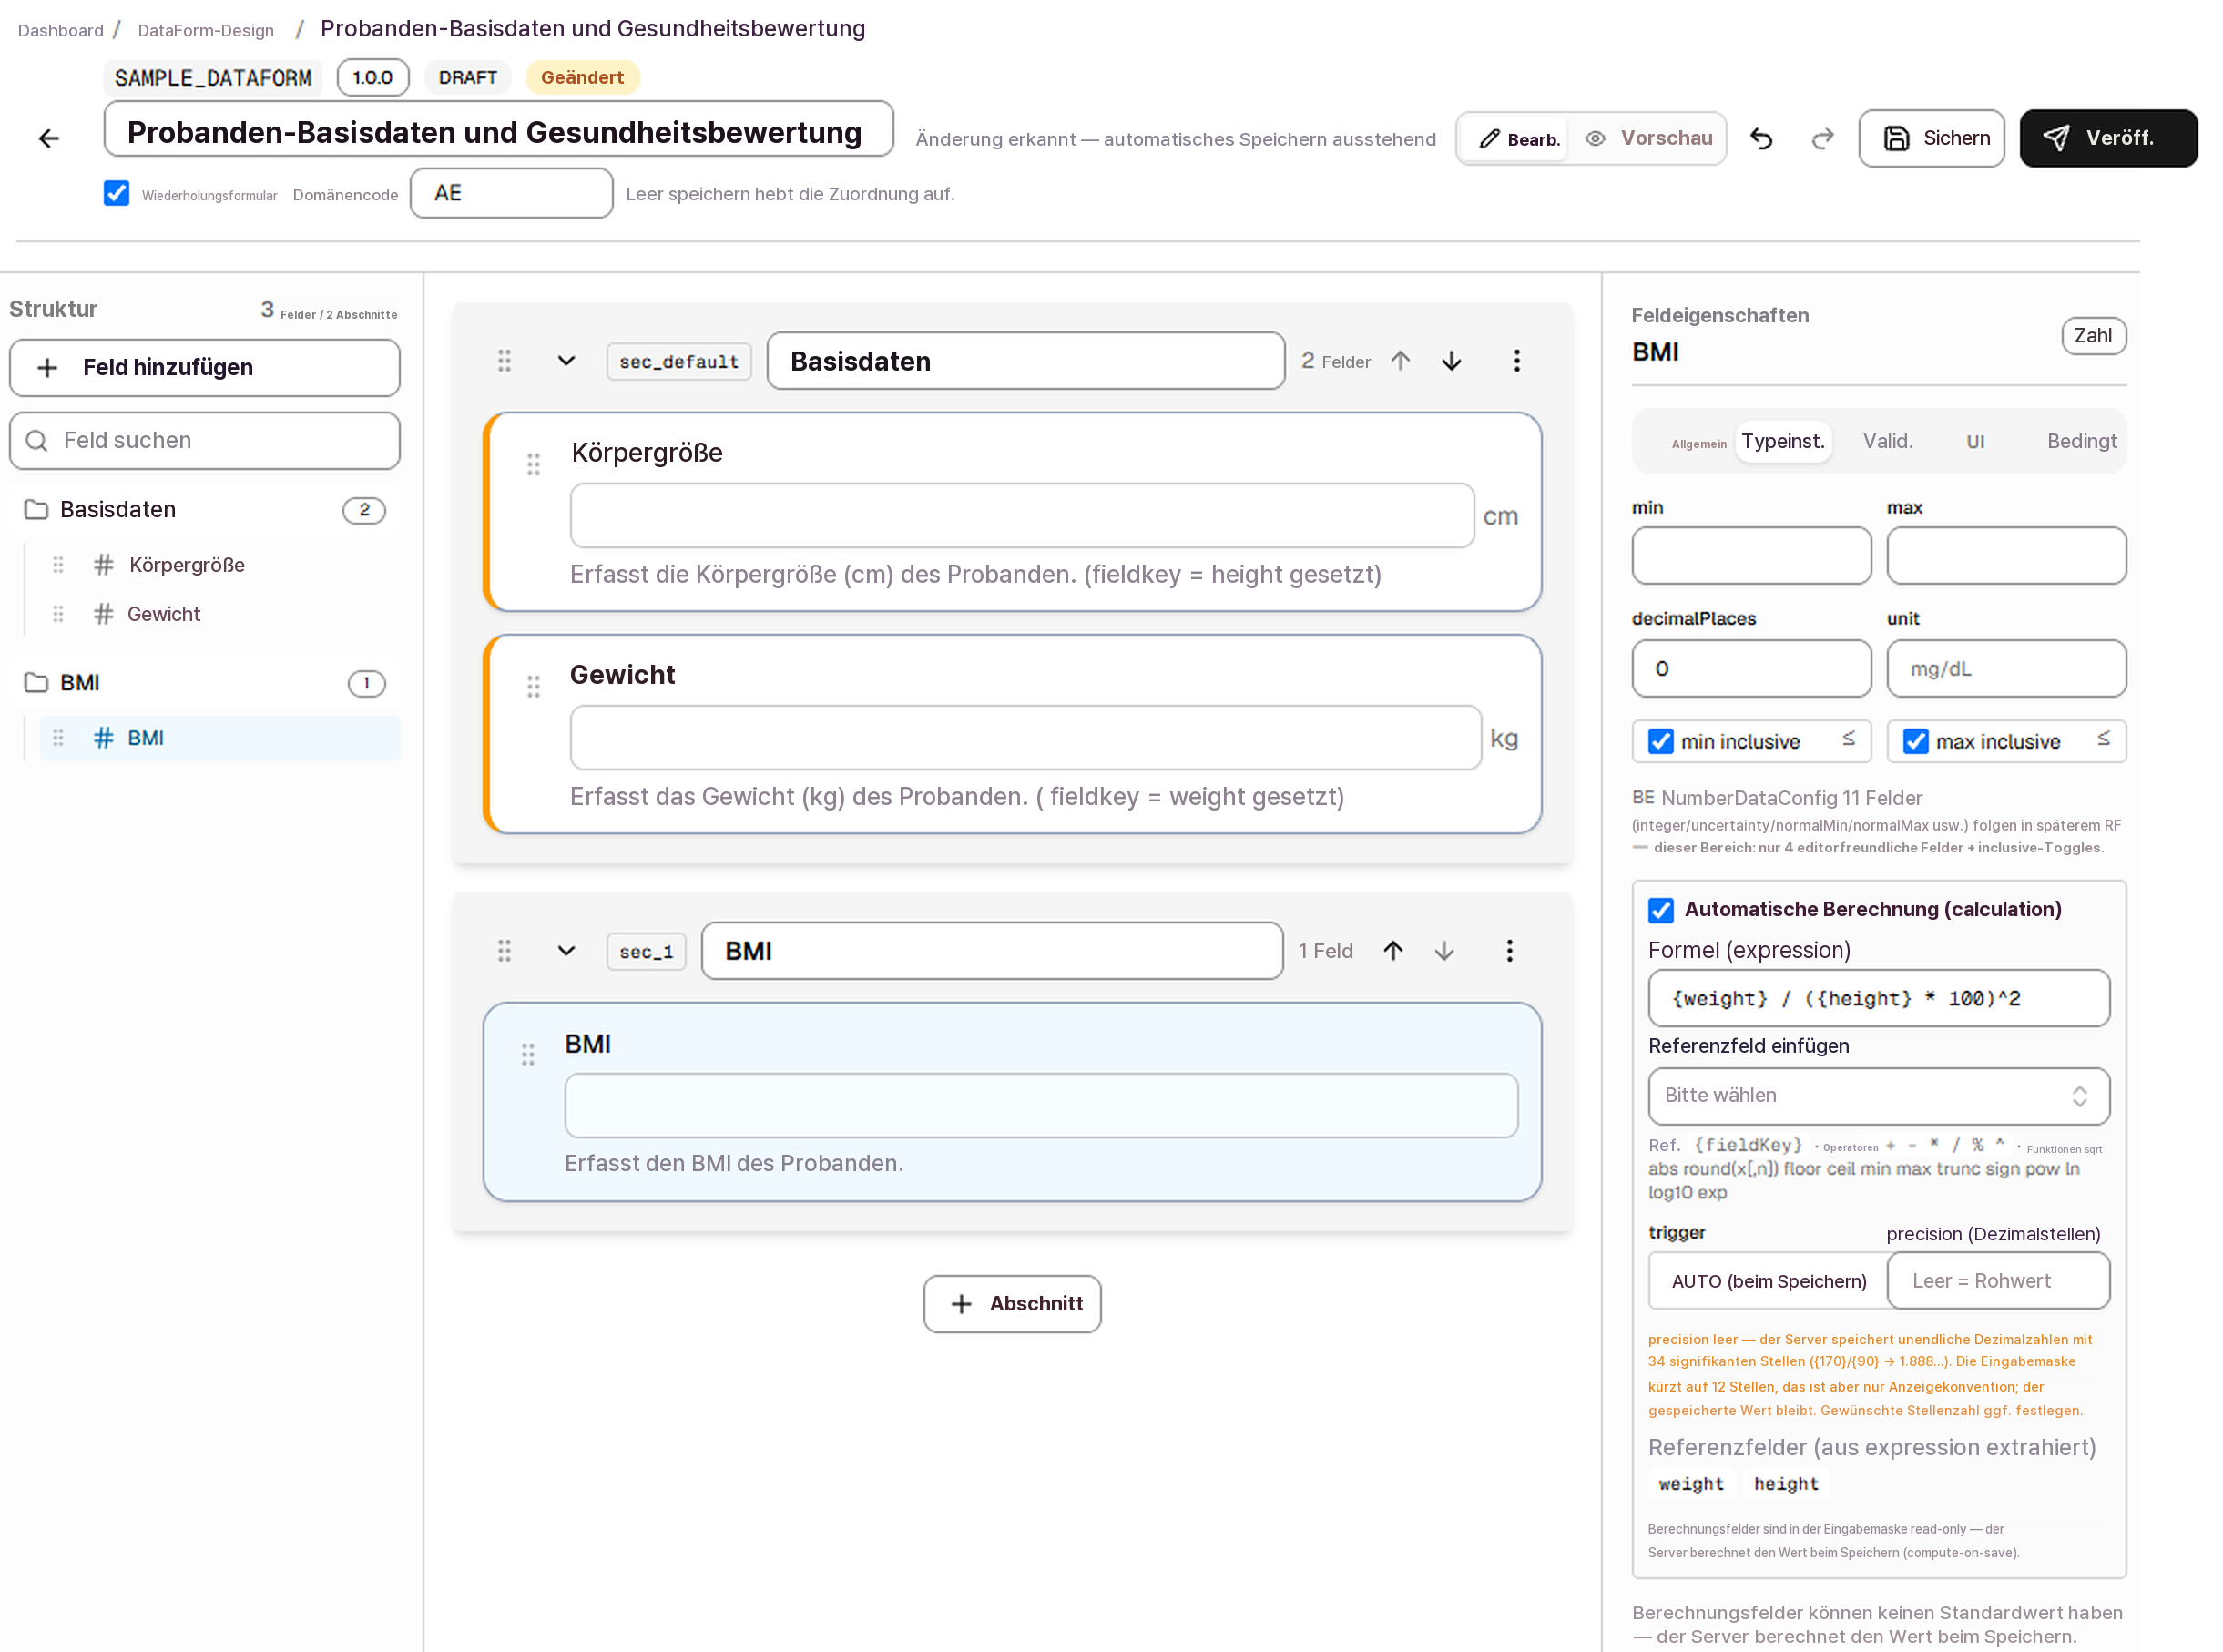 Dashboard / DataForm-Design / Probanden-Basisdaten und Gesundheitsbewertung
SAMPLE_DATAFORM 1.0.0 DRAFT Geändert
Probanden-Basisdaten und Gesundheitsbewertung
Änderung erkannt — automatisches Speichern ausstehend
Bearb. Vorschau Sichern Veröff.
Wiederholungsformular Domänencode AE Leer speichern hebt die Zuordnung auf.
Struktur 3 Felder / 2 Abschnitte
+ Feld hinzufügen
Feld suchen
Basisdaten 2
# Körpergröße
# Gewicht
BMI 1
# BMI
sec_default Basisdaten 2 Felder
Körpergröße
cm
Erfasst die Körpergröße (cm) des Probanden. (fieldkey = height gesetzt)
Gewicht
kg
Erfasst das Gewicht (kg) des Probanden. ( fieldkey = weight gesetzt)
sec_1 BMI 1 Feld
BMI
Erfasst den BMI des Probanden.
+ Abschnitt
Feldeigenschaften
BMI Zahl
Allgemein Typeinst. Valid. UI Bedingt
min max
decimalPlaces unit
0 mg/dL
min inclusive ≤ max inclusive ≤
BE NumberDataConfig 11 Felder
(integer/uncertainty/normalMin/normalMax usw.) folgen in späterem RF
— dieser Bereich: nur 4 editorfreundliche Felder + inclusive-Toggles.
Automatische Berechnung (calculation)
Formel (expression)
{weight} / ({height} * 100)^2
Referenzfeld einfügen
Bitte wählen
Ref. {fieldKey} · Operatoren + - * / % ^ · Funktionen sqrt
abs round(x[,n]) floor ceil min max trunc sign pow ln
log10 exp
trigger precision (Dezimalstellen)
AUTO (beim Speichern) Leer = Rohwert
precision leer — der Server speichert unendliche Dezimalzahlen mit
34 signifikanten Stellen ({170}/{90} → 1.888…). Die Eingabemaske
kürzt auf 12 Stellen, das ist aber nur Anzeigekonvention; der
gespeicherte Wert bleibt. Gewünschte Stellenzahl ggf. festlegen.
Referenzfelder (aus expression extrahiert)
weight height
Berechnungsfelder sind in der Eingabemaske read-only — der
Server berechnet den Wert beim Speichern (compute-on-save).
Berechnungsfelder können keinen Standardwert haben
— der Server berechnet den Wert beim Speichern.